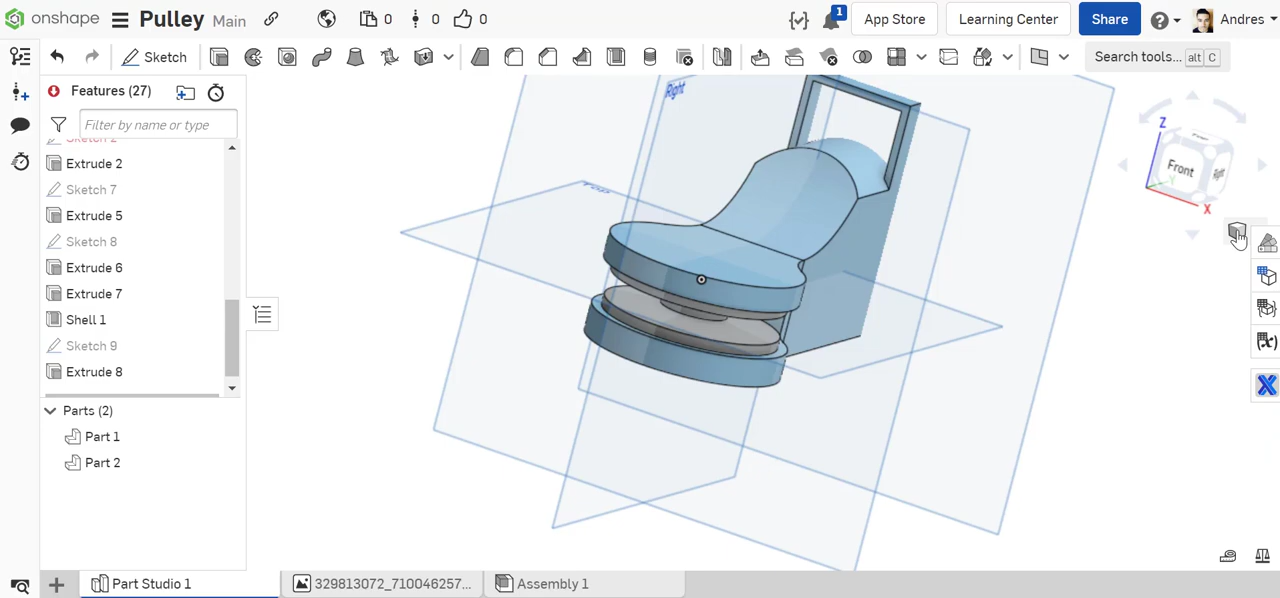 onshape Pulley Main 0 0 0 1 App Store Learning Center Share Andres
Sketch Search tools... alt C
Features (27)
Filter by name or type
Sketch 2
Extrude 2
Sketch 7
Extrude 5
Sketch 8
Extrude 6
Extrude 7
Shell 1
Sketch 9
Extrude 8
Parts (2)
Part 1
Part 2
Right
Z
Front
X
Part Studio 1 329813072_710046257... Assembly 1